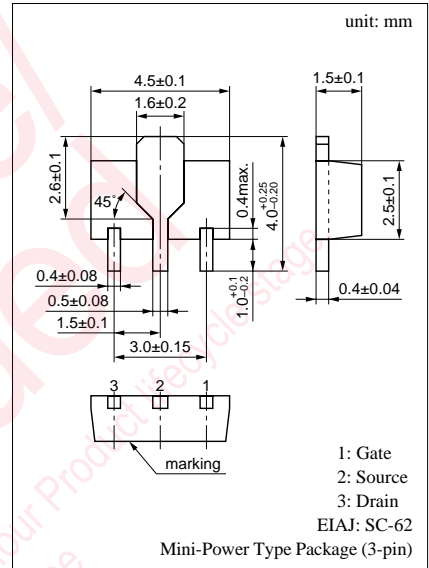 unit: mm
4.5±0.1
1.6±0.2
1.5±0.1
2.6±0.1
45°
0.4max.
4.0+0.25−0.20
2.5±0.1
0.4±0.08
1.0+0.1−0.2
0.4±0.04
0.5±0.08
1.5±0.1
3.0±0.15
3 2 1
marking
1: Gate
2: Source
3: Drain
EIAJ: SC-62
Mini-Power Type Package (3-pin)
our Product lifecycle stage